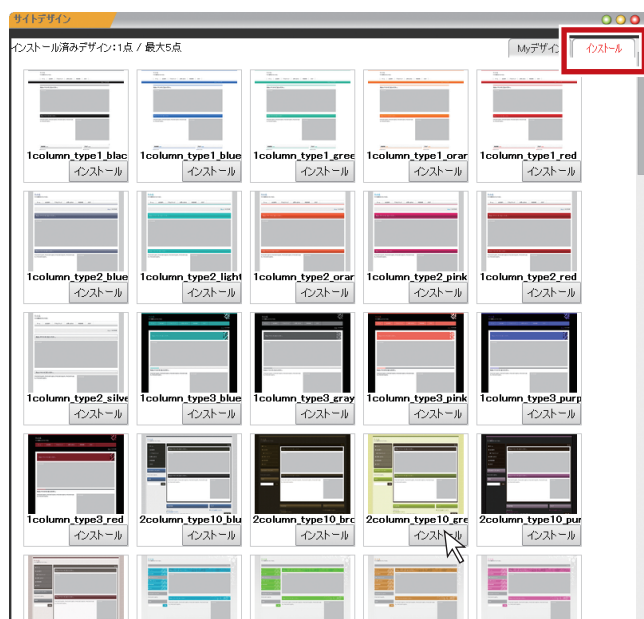 サイトデザイン
インストール済みデザイン：1点 / 最大5点
Myデザイン
インストール
1column_type1_blac
1column_type1_blue
1column_type1_gree
1column_type1_orar
1column_type1_red
インストール
インストール
インストール
インストール
インストール
1column_type2_blue
1column_type2_light
1column_type2_orar
1column_type2_pink
1column_type2_red
インストール
インストール
インストール
インストール
インストール
1column_type2_silve
1column_type3_blue
1column_type3_gray
1column_type3_pink
1column_type3_purp
インストール
インストール
インストール
インストール
インストール
1column_type3_red
2column_type10_blu
2column_type10_brc
2column_type10_gre
2column_type10_pur
インストール
インストール
インストール
インストール
インストール